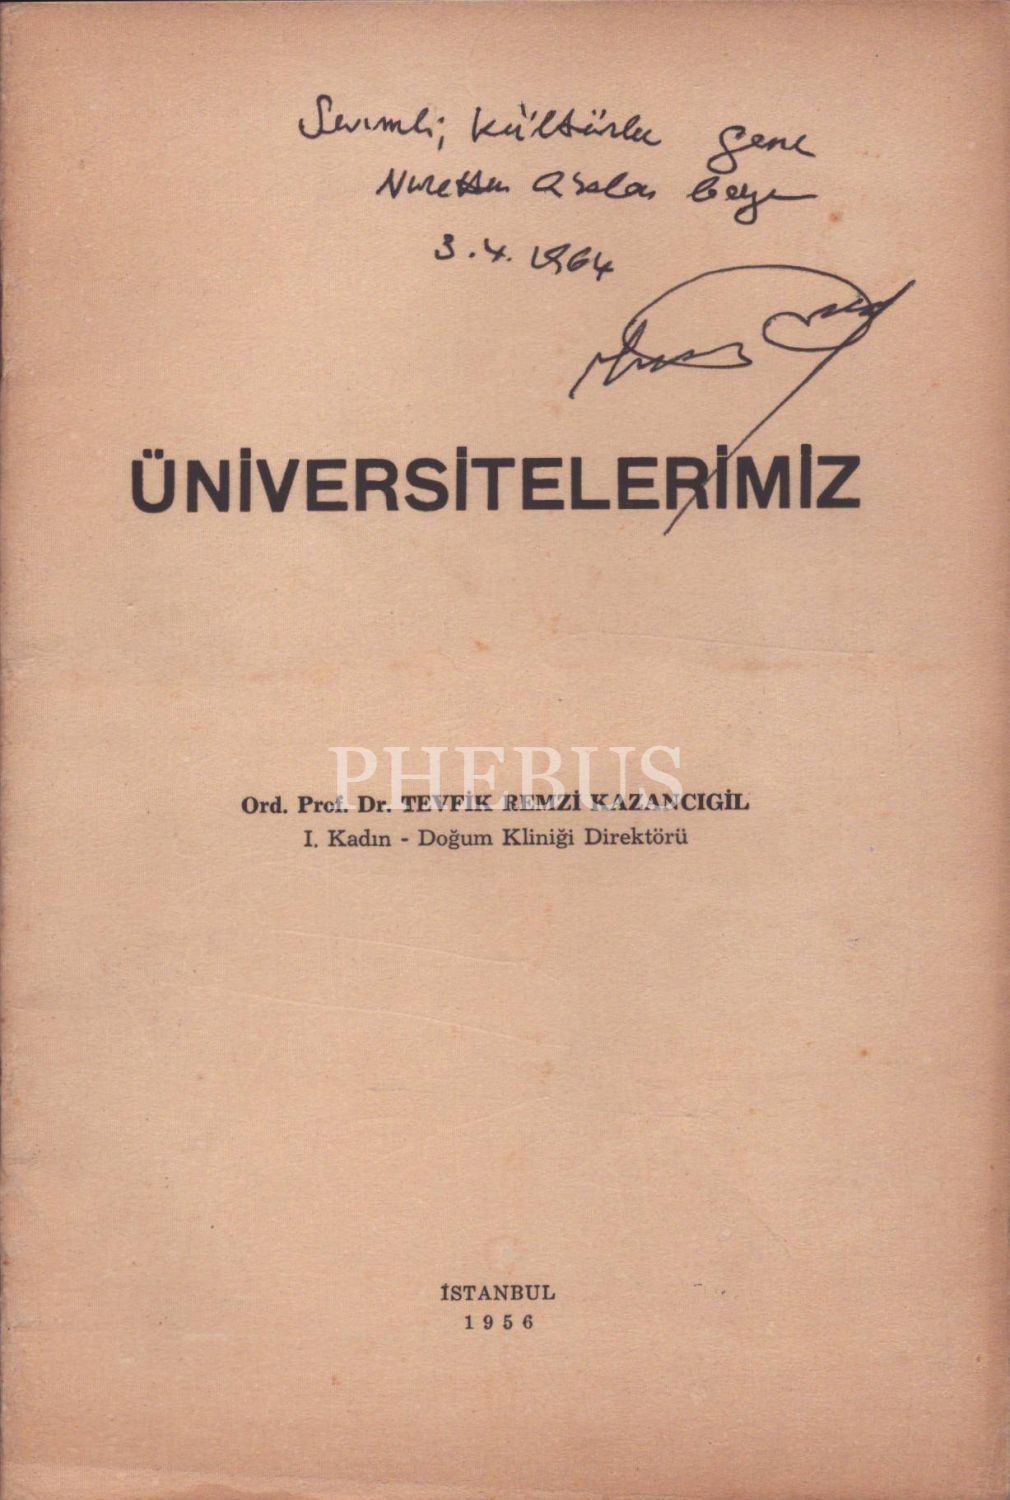 Sevimli, Kültürlü genç
Nurettin Arslan beye
3.4.1964
ÜNİVERSİTELERİMİZ
PHEBUS
Ord. Prof. Dr. TEVFİK REMZİ KAZANCIGİL
I. Kadın - Doğum Kliniği Direktörü
İSTANBUL
1956